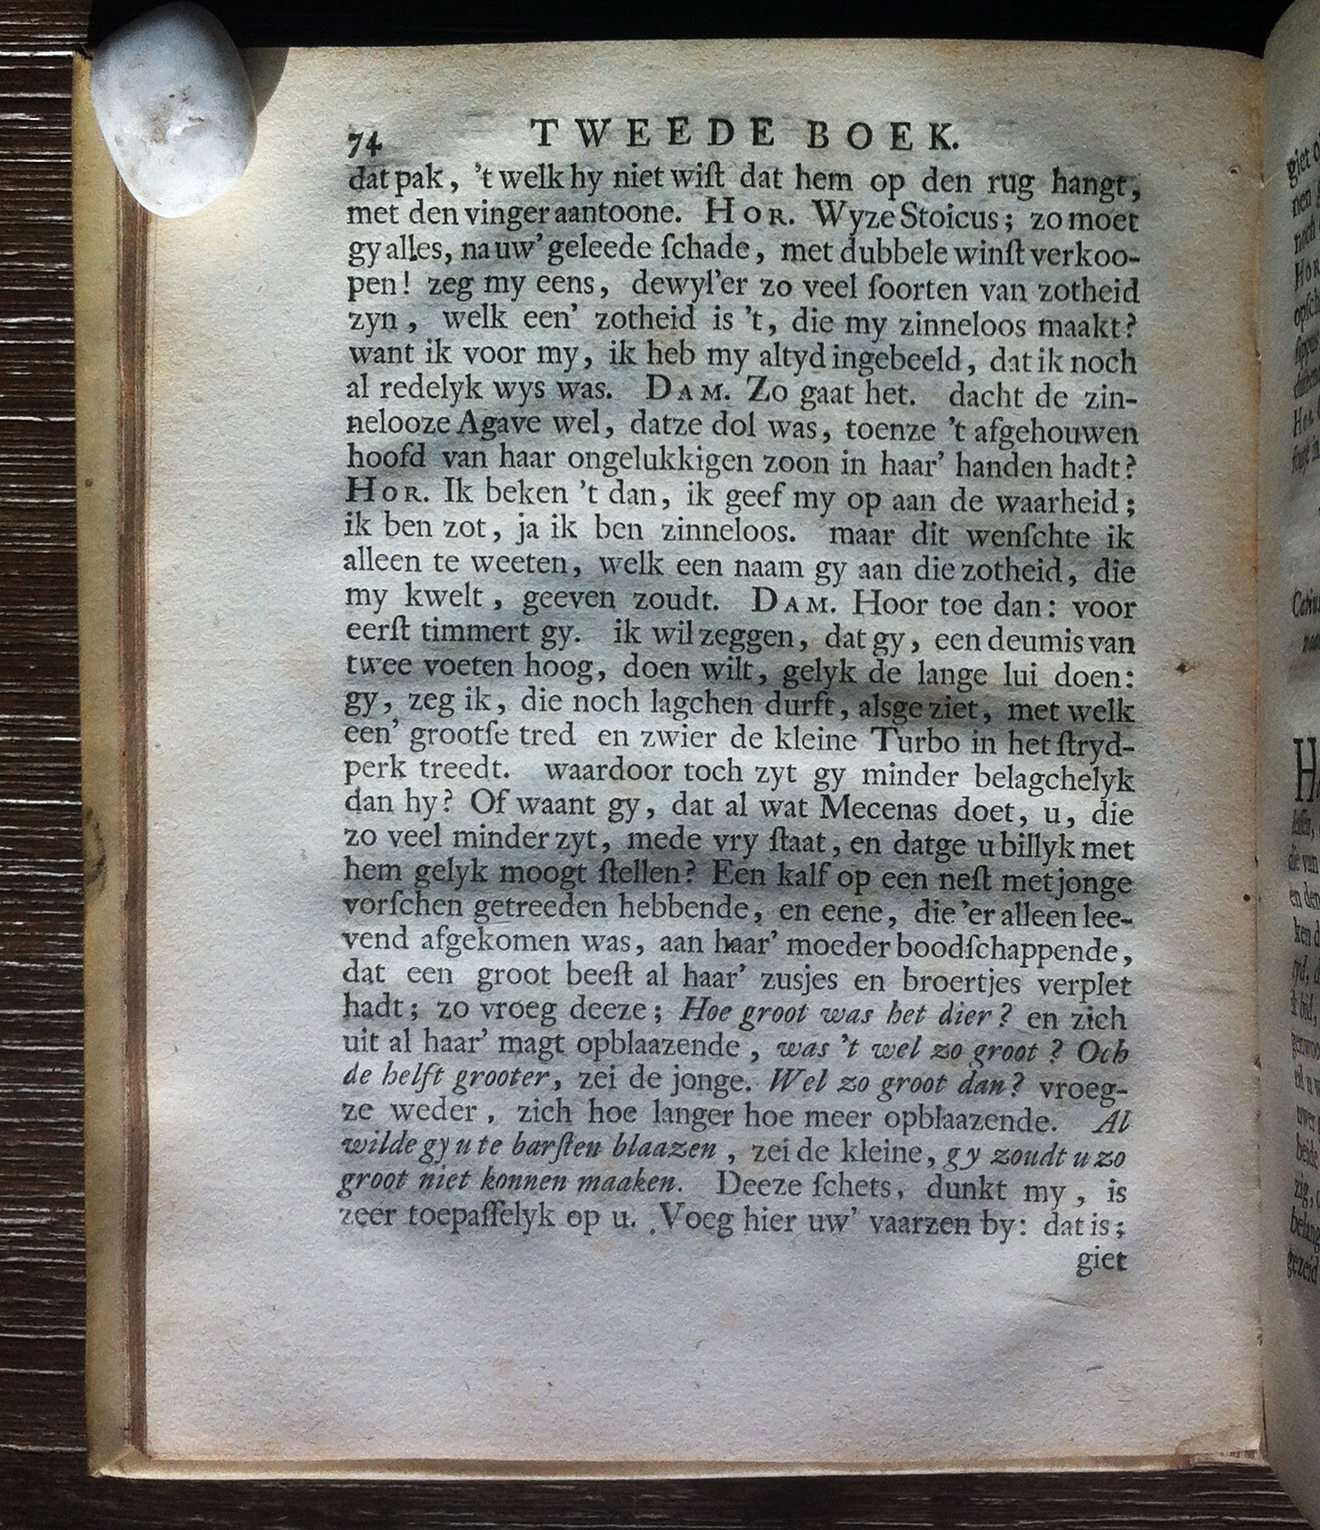 74 TWEEDE BOEK.
dat pak, 't welk hy niet wiſt dat hem op den rug hangt,
met den vinger aantoone. HOR. Wyze Stoicus; zo moet
gy alles, na uw' geleede ſchade, met dubbele winſt verkoo-
pen! zeg my eens, dewyl'er zo veel ſoorten van zotheid
zyn, welk een' zotheid is 't, die my zinneloos maakt?
want ik voor my, ik heb my altyd ingebeeld, dat ik noch
al redelyk wys was. DAM. Zo gaat het. dacht de zin-
nelooze Agave wel, datze dol was, toenze 't afgehouwen
hoofd van haar ongelukkigen zoon in haar' handen hadt?
HOR. Ik beken 't dan, ik geef my op aan de waarheid;
ik ben zot, ja ik ben zinneloos. maar dit wenſchte ik
alleen te weeten, welk een naam gy aan die zotheid, die
my kwelt, geeven zoudt. DAM. Hoor toe dan: voor
eerſt timmert gy. ik wil zeggen, dat gy, een deumis van
twee voeten hoog, doen wilt, gelyk de lange lui doen:
gy, zeg ik, die noch lagchen durft, alsge ziet, met welk
een' grootſe tred en zwier de kleine Turbo in het ſtryd-
perk treedt. waardoor toch zyt gy minder belagchelyk
dan hy? Of waant gy, dat al wat Mecenas doet, u, die
zo veel minder zyt, mede vry ſtaat, en datge u billyk met
hem gelyk moogt ſtellen? Een kalf op een neſt met jonge
vorſchen getreeden hebbende, en eene, die 'er alleen lee-
vend afgekomen was, aan haar' moeder boodſchappende,
dat een groot beeſt al haar' zusjes en broertjes verplet
hadt; zo vroeg deeze; Hoe groot was het dier? en zich
uit al haar' magt opblaazende, was 't wel zo groot? Och
de helft grooter, zei de jonge. Wel zo groot dan? vroeg-
ze weder, zich hoe langer hoe meer opblaazende. Al
wilde gy u te barſten blaazen, zei de kleine, gy zoudt u zo
groot niet konnen maaken. Deeze ſchets, dunkt my, is
zeer toepaſſelyk op u. Voeg hier uw' vaarzen by: dat is;
giet